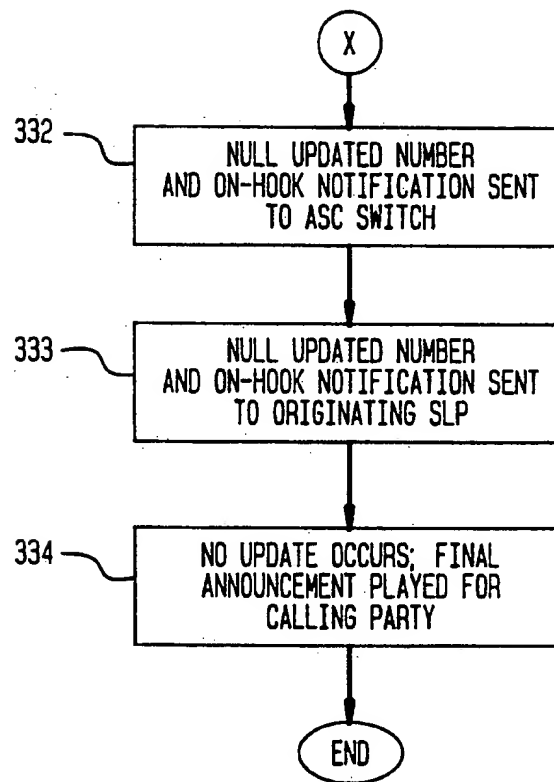 X
332
NULL UPDATED NUMBER
AND ON-HOOK NOTIFICATION SENT
TO ASC SWITCH
333
NULL UPDATED NUMBER
AND ON-HOOK NOTIFICATION SENT
TO ORIGINATING SLP
334
NO UPDATE OCCURS; FINAL
ANNOUNCEMENT PLAYED FOR
CALLING PARTY
END